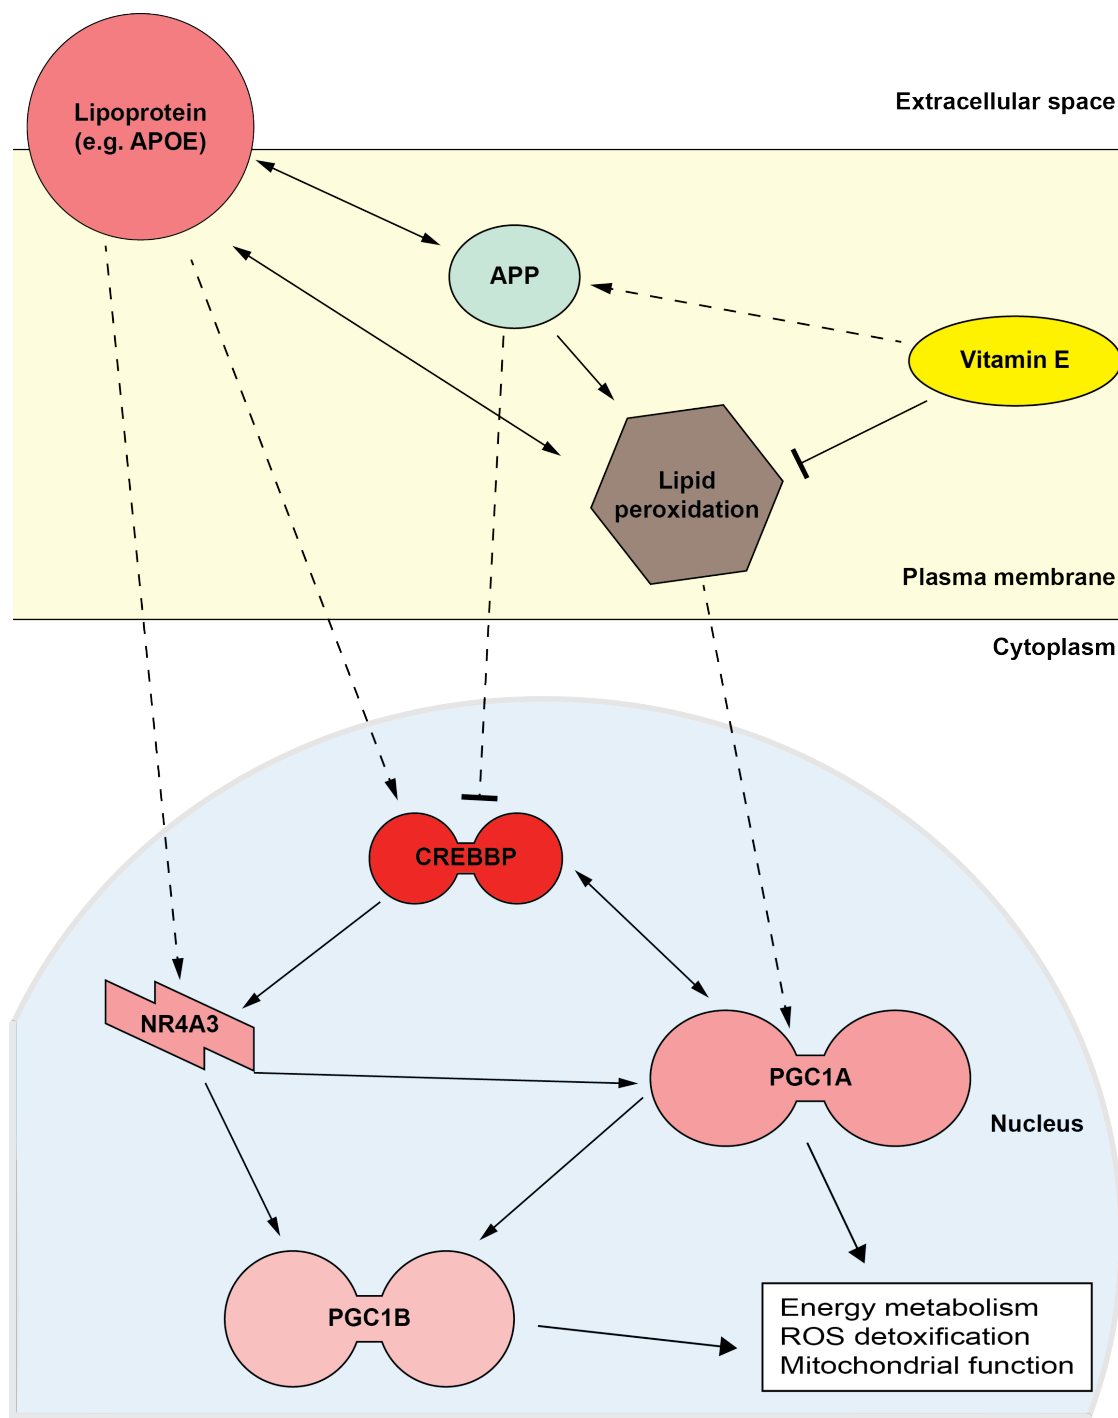 Lipoprotein
(e.g. APOE)
Extracellular space
APP
Vitamin E
Lipid
peroxidation
Plasma membrane
Cytoplasm
CREBBP
NR4A3
PGC1A
Nucleus
PGC1B
Energy metabolism
ROS detoxification
Mitochondrial function